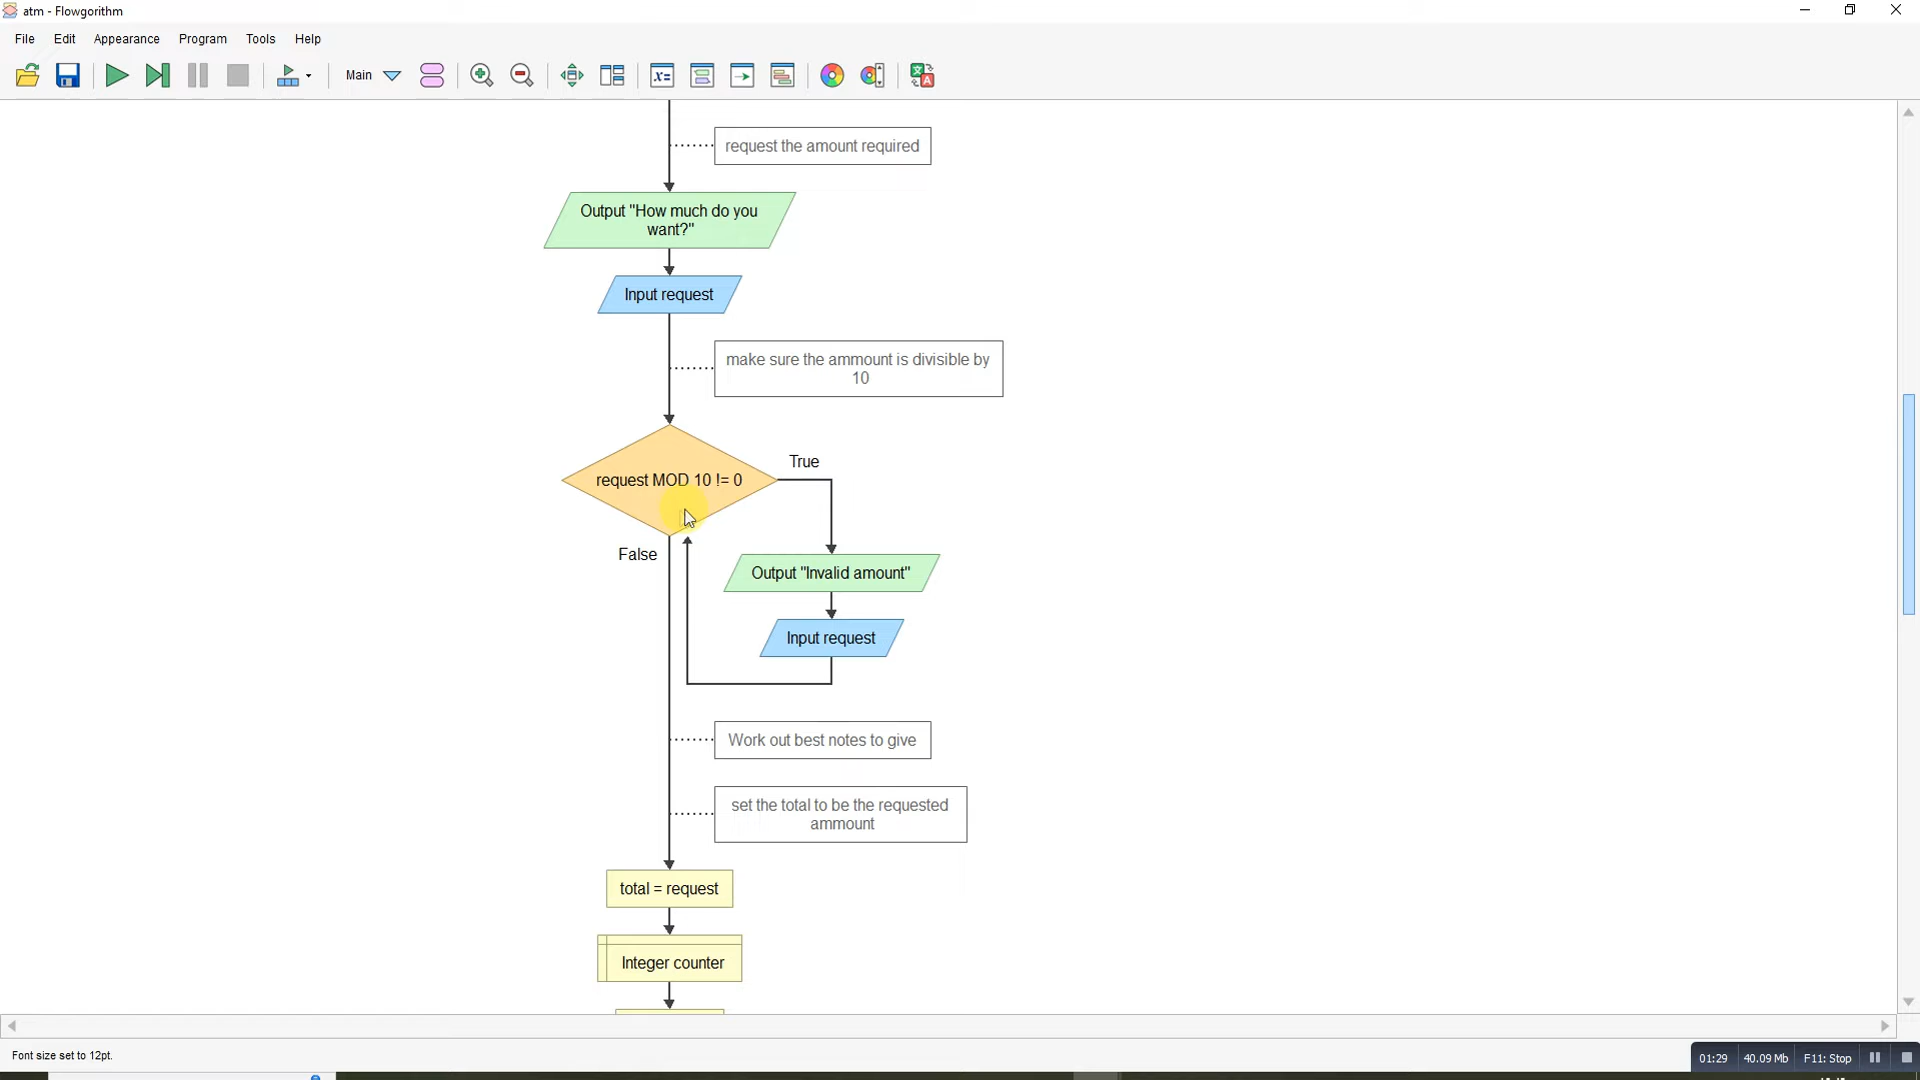 atm - Flowgorithm
File Edit Appearance Program Tools Help
Main
request the amount required
Output "How much do you
want?"
Input request
make sure the ammount is divisible by
10
request MOD 10 != 0
True
False
Output "Invalid amount"
Input request
Work out best notes to give
set the total to be the requested
ammount
total = request
Integer counter
Font size set to 12pt.
01:29 40.09 Mb F11: Stop